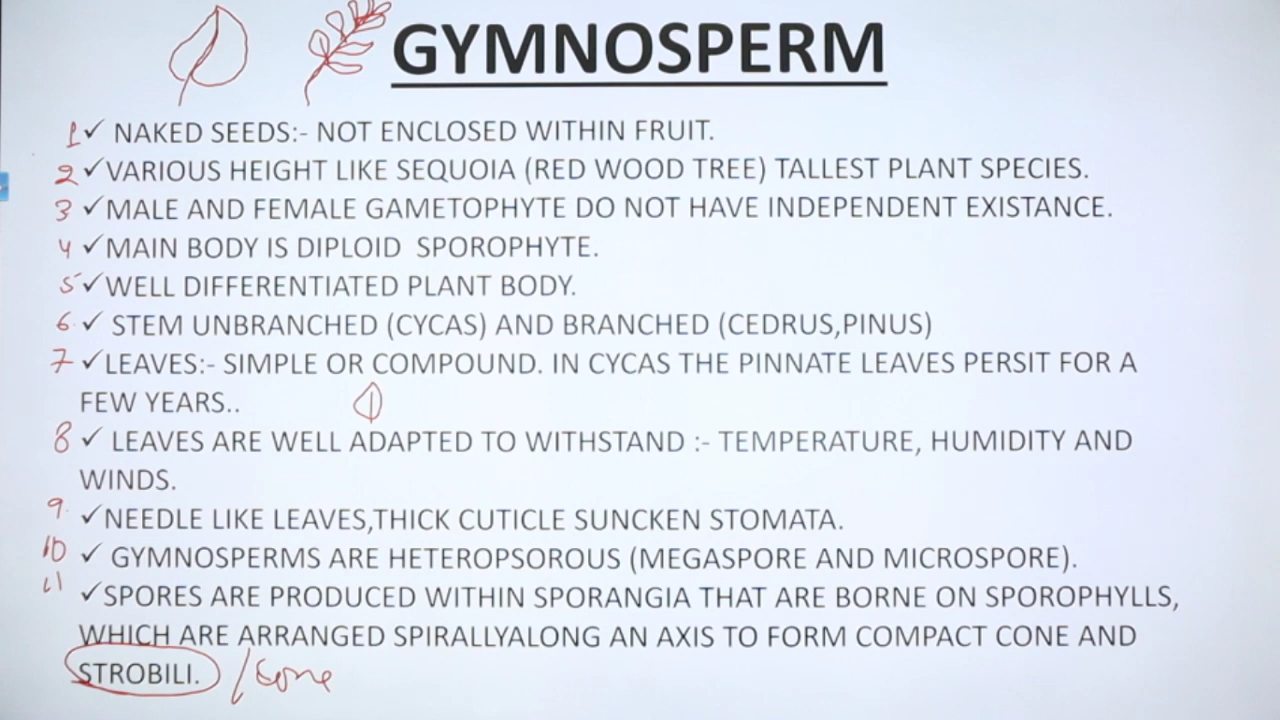 GYMNOSPERM
1 ✓ NAKED SEEDS:- NOT ENCLOSED WITHIN FRUIT.
2 ✓VARIOUS HEIGHT LIKE SEQUOIA (RED WOOD TREE) TALLEST PLANT SPECIES.
3 ✓MALE AND FEMALE GAMETOPHYTE DO NOT HAVE INDEPENDENT EXISTANCE.
4 ✓MAIN BODY IS DIPLOID SPOROPHYTE.
5 ✓WELL DIFFERENTIATED PLANT BODY.
6. ✓ STEM UNBRANCHED (CYCAS) AND BRANCHED (CEDRUS,PINUS)
7 ✓LEAVES:- SIMPLE OR COMPOUND. IN CYCAS THE PINNATE LEAVES PERSIT FOR A
FEW YEARS..
8 ✓ LEAVES ARE WELL ADAPTED TO WITHSTAND :- TEMPERATURE, HUMIDITY AND
WINDS.
9. ✓NEEDLE LIKE LEAVES,THICK CUTICLE SUNCKEN STOMATA.
10 ✓ GYMNOSPERMS ARE HETEROPSOROUS (MEGASPORE AND MICROSPORE).
11 ✓SPORES ARE PRODUCED WITHIN SPORANGIA THAT ARE BORNE ON SPOROPHYLLS,
WHICH ARE ARRANGED SPIRALLYALONG AN AXIS TO FORM COMPACT CONE AND
STROBILI. /Cone